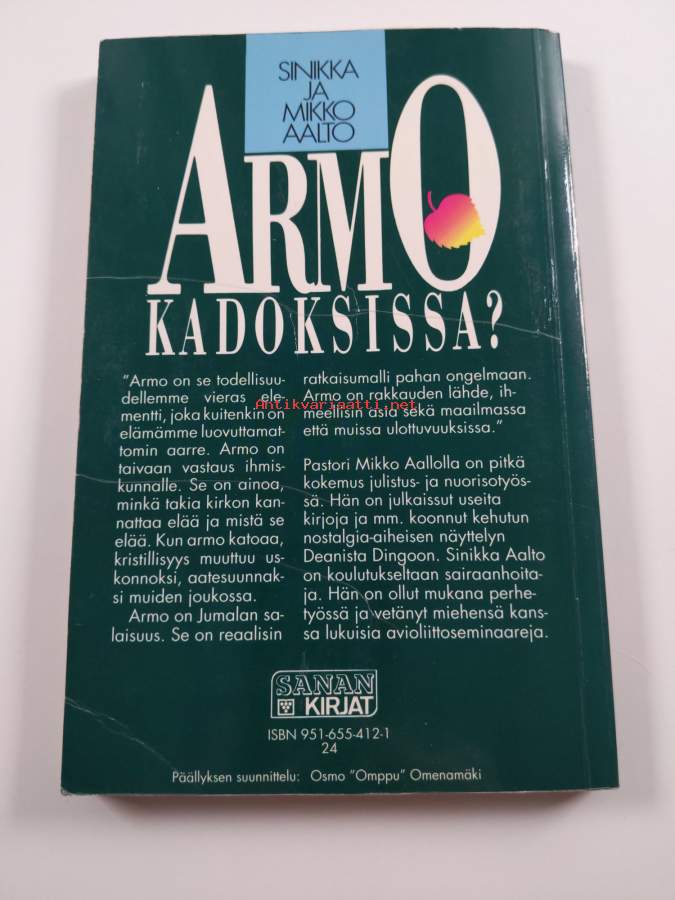 SINIKKA
JA
MIKKO
AALTO
ARMO
KADOKSISSA?
"Armo on se todellisuu-
dellemme vieras ele-
mentti, joka kuitenkin on
elämämme luovuttamat-
tomin aarre. Armo on
taivaan vastaus ihmis-
kunnalle. Se on ainoa,
minkä takia kirkon kan-
nattaa elää ja mistä se
elää. Kun armo katoaa,
kristillisyys muuttuu us-
konnoksi, aatesuunnak-
si muiden joukossa.
Armo on Jumalan sa-
laisuus. Se on reaalisin
ratkaisumalli pahan ongelmaan.
Armo on rakkauden lähde, ih-
meellisin asia sekä maailmassa
että muissa ulottuvuuksissa."
Pastori Mikko Aallolla on pitkä
kokemus julistus- ja nuorisotyös-
sä. Hän on julkaissut useita
kirjoja ja mm. koonnut kehutun
nostalgia-aiheisen näyttelyn
Deanista Dingoon. Sinikka Aalto
on koulutukseltaan sairaanhoita-
ja. Hän on ollut mukana perhe-
työssä ja vetänyt miehensä kans-
sa lukuisia avioliittoseminaareja.
Antikvariaatti.net
SANAN
KIRJAT
ISBN 951-655-412-1
24
Päällyksen suunnittelu: Osmo "Omppu" Omenamäki